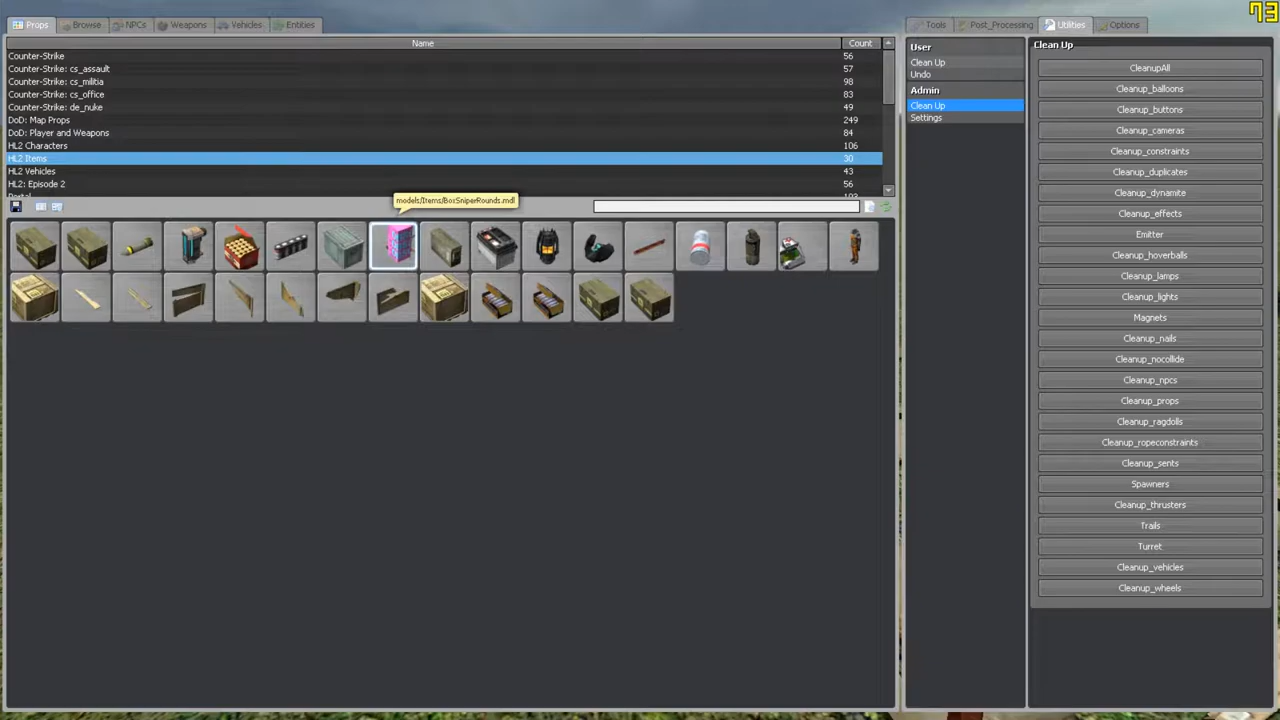 73
Props
Browse
NPCs
Weapons
Vehicles
Entities
Tools
Post_Processing
Utilities
Options
Name
Count
Counter-Strike
56
Counter-Strike: cs_assault
57
Counter-Strike: cs_militia
98
Counter-Strike: cs_office
83
Counter-Strike: de_nuke
49
DoD: Map Props
249
DoD: Player and Weapons
84
HL2 Characters
106
HL2 Items
30
HL2 Vehicles
43
HL2: Episode 2
56
models/Items/BoxSniperRounds.mdl
User
Clean Up
Undo
Admin
Clean Up
Settings
Clean Up
CleanupAll
Cleanup_balloons
Cleanup_buttons
Cleanup_cameras
Cleanup_constraints
Cleanup_duplicates
Cleanup_dynamite
Cleanup_effects
Emitter
Cleanup_hoverballs
Cleanup_lamps
Cleanup_lights
Magnets
Cleanup_nails
Cleanup_nocollide
Cleanup_npcs
Cleanup_props
Cleanup_ragdolls
Cleanup_ropeconstraints
Cleanup_sents
Spawners
Cleanup_thrusters
Trails
Turret
Cleanup_vehicles
Cleanup_wheels